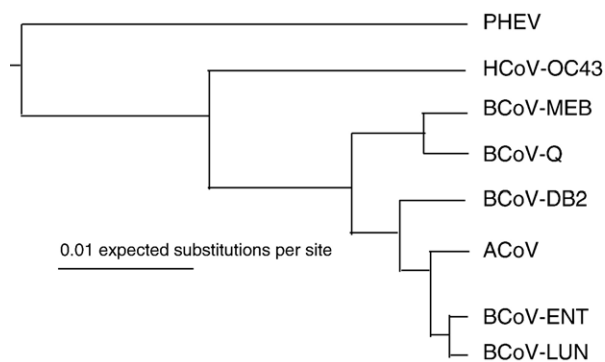 PHEV
HCoV-OC43
BCoV-MEB
BCoV-Q
BCoV-DB2
0.01 expected substitutions per site
ACoV
BCoV-ENT
BCoV-LUN